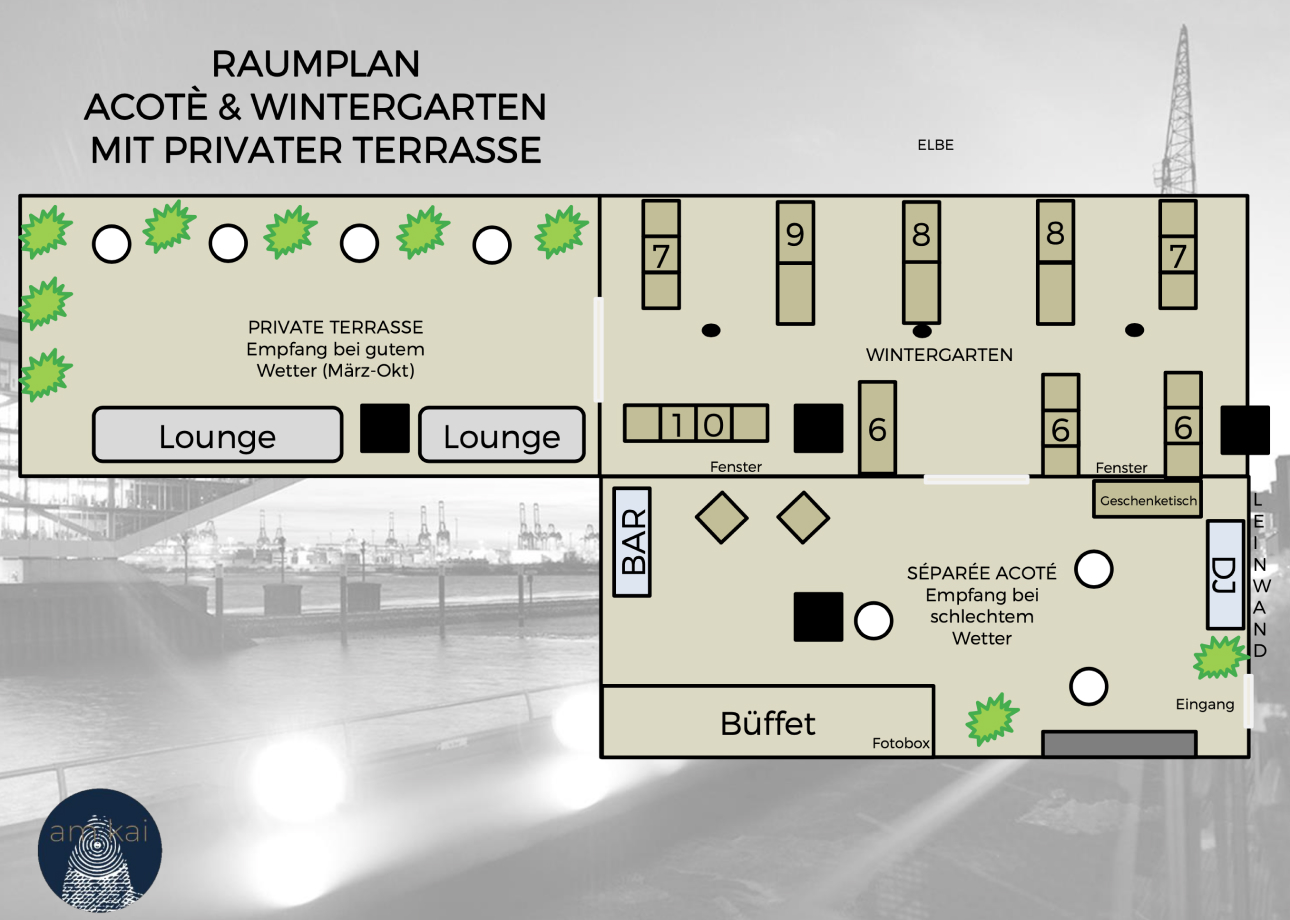 RAUMPLAN
ACOTÈ & WINTERGARTEN
MIT PRIVATER TERRASSE
ELBE
7
9
8
8
7
PRIVATE TERRASSE
Empfang bei gutem
Wetter (März-Okt)
WINTERGARTEN
Lounge
Lounge
10
6
6
6
Fenster
Fenster
Geschenketisch
BAR
SÉPARÉE ACOTÉ
Empfang bei
schlechtem
Wetter
DJ
LEINWAND
Eingang
Büffet
Fotobox
am kai